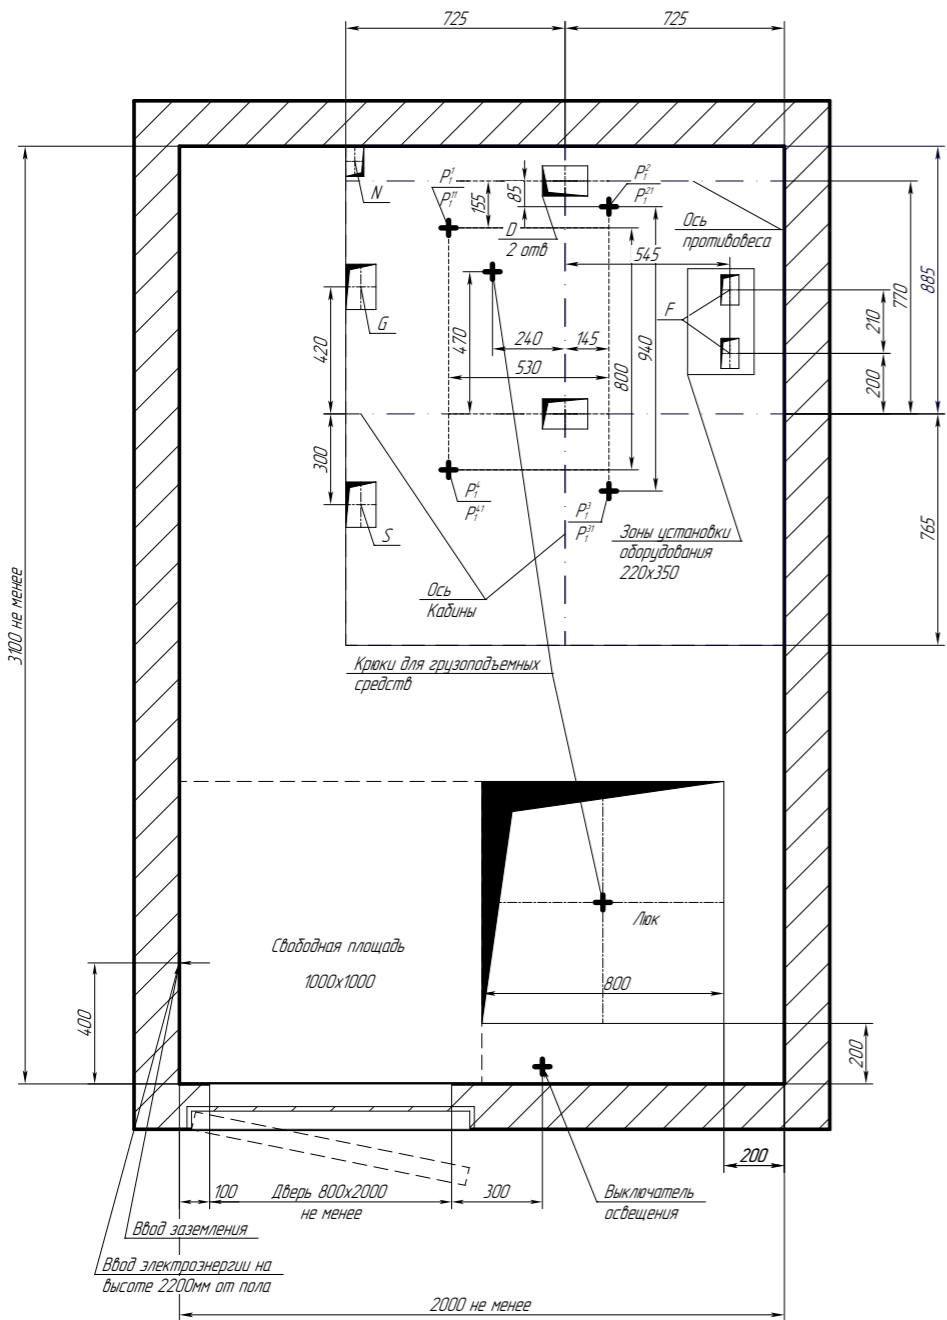 725
725
N
P₁¹
P₁¹¹
155
85
P₁²
P₁²¹
D
2 отв
Ось
противовеса
545
885
770
F
210
G
420
470
240
145
940
800
530
200
300
P₁⁴
P₁⁴¹
P₁³
P₁³¹
S
Зоны установки
оборудования
220х350
765
Ось
Кабины
3100 не менее
Крюки для грузоподъемных
средств
Люк
Свободная площадь
1000х1000
800
400
200
200
100
Дверь 800х2000
не менее
300
Выключатель
освещения
Ввод заземления
Ввод электроэнергии на
высоте 2200мм от пола
2000 не менее